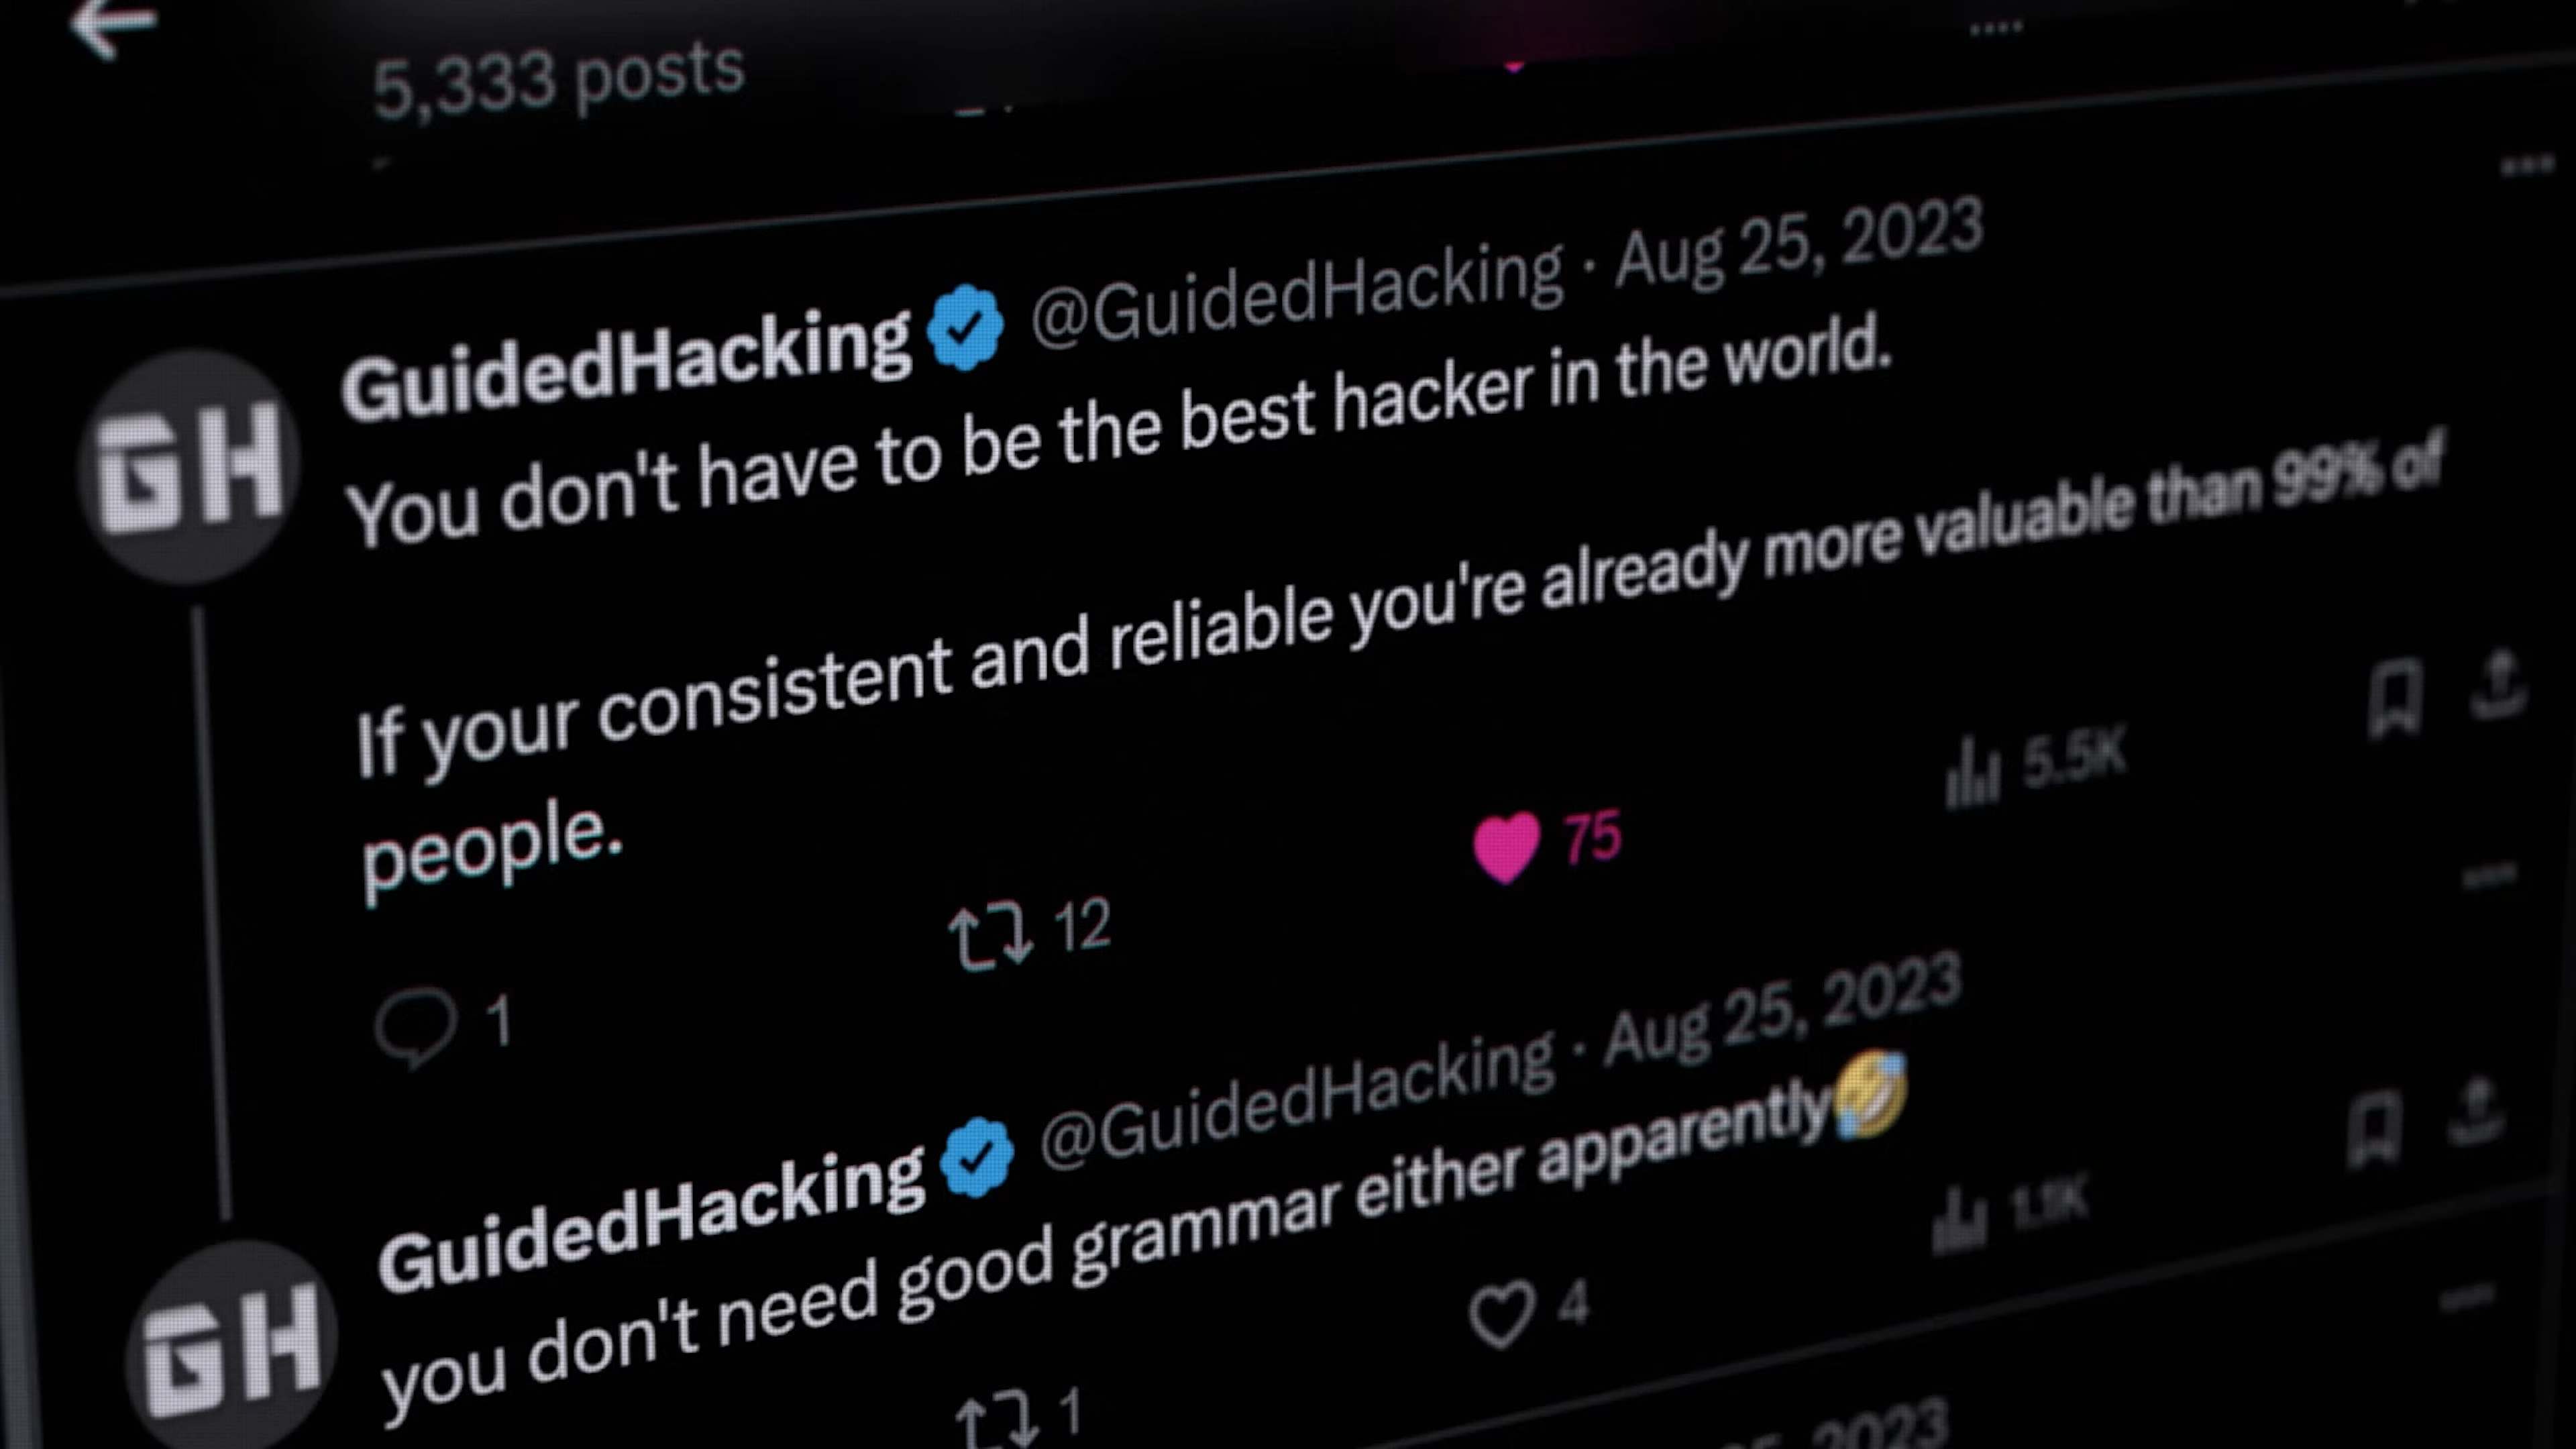 5,333 posts
GuidedHacking @GuidedHacking · Aug 25, 2023
You don't have to be the best hacker in the world.
If your consistent and reliable you're already more valuable than 99% of
people.
1 12 75 5.5K
GuidedHacking @GuidedHacking · Aug 25, 2023
you don't need good grammar either apparently🤣
1 4 1.1K
GH
GH
2023